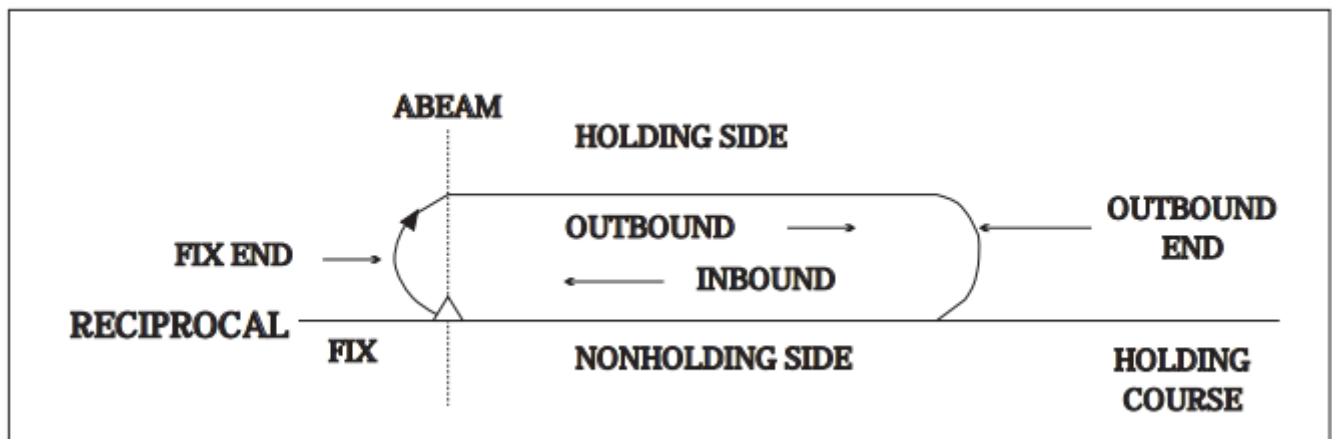 ABEAM
HOLDING SIDE
OUTBOUND
OUTBOUND
END
FIX END
INBOUND
RECIPROCAL
FIX
NONHOLDING SIDE
HOLDING
COURSE